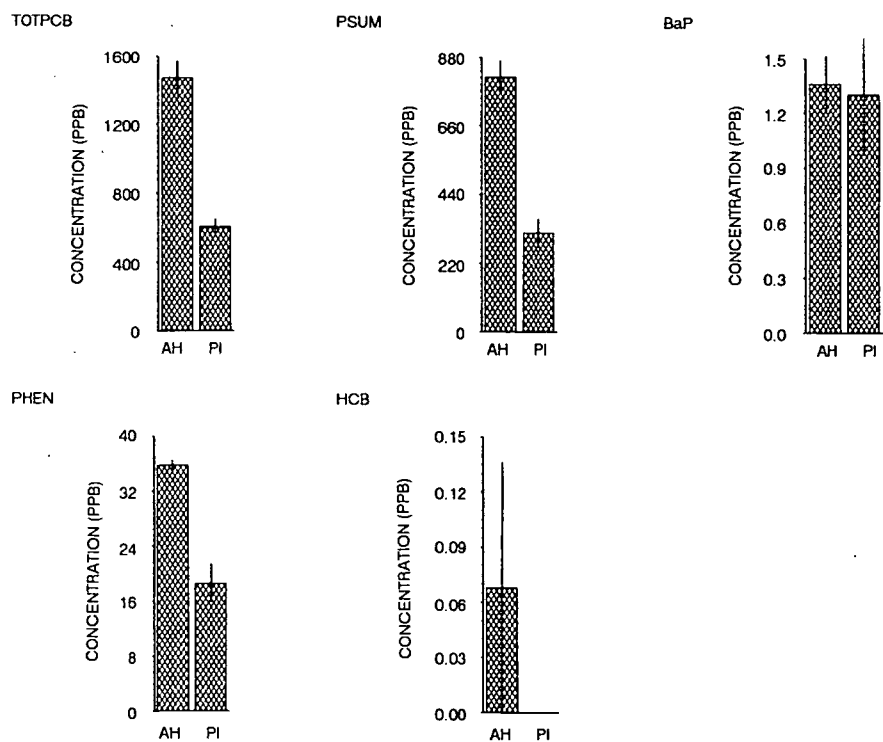 TOTPCB
CONCENTRATION (PPB)
1600
1200
800
400
0
AH PI
PSUM
CONCENTRATION (PPB)
880
660
440
220
0
AH PI
BaP
CONCENTRATION (PPB)
1.5
1.2
0.9
0.6
0.3
0.0
AH PI
PHEN
CONCENTRATION (PPB)
40
32
24
16
8
0
AH PI
HCB
CONCENTRATION (PPB)
0.15
0.12
0.09
0.06
0.03
0.00
AH PI